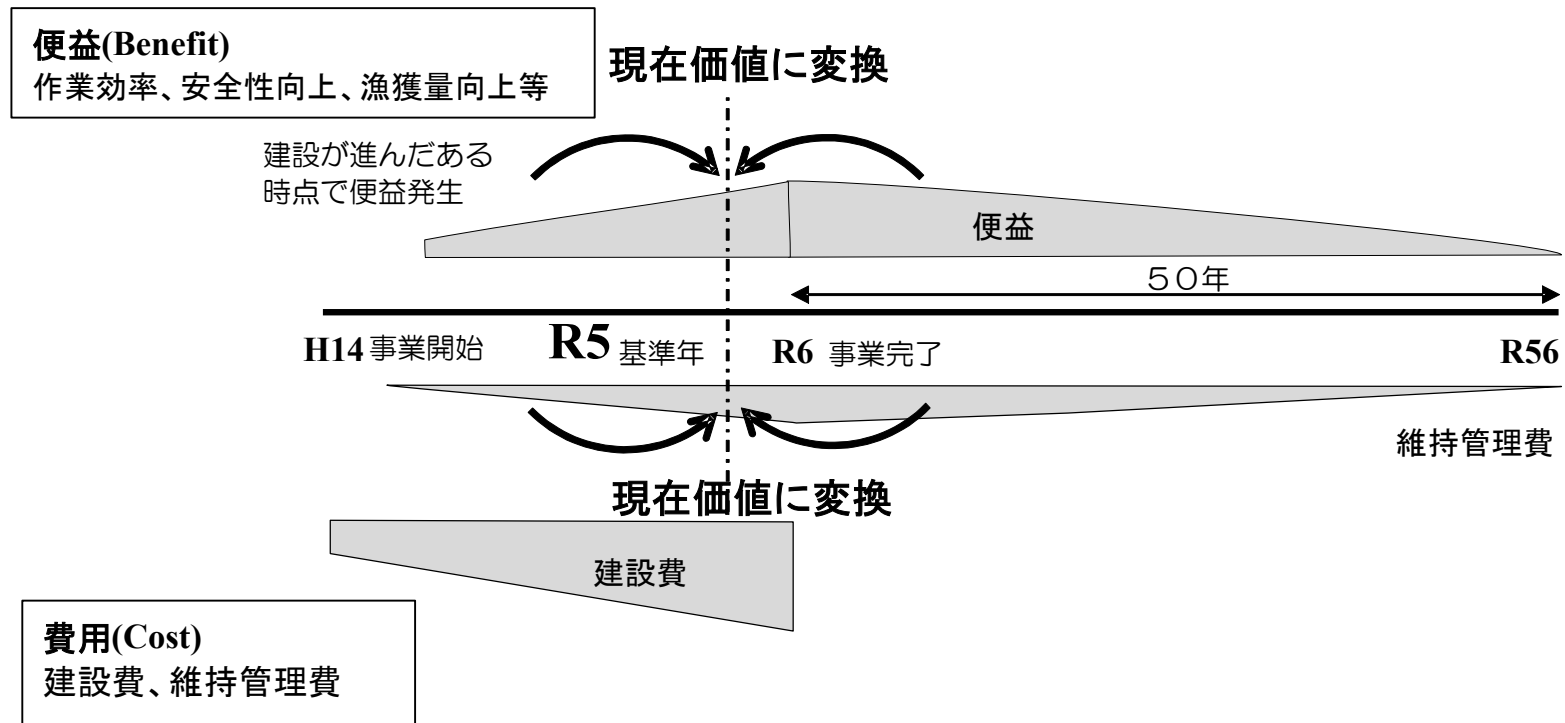 便益(Benefit)
作業効率、安全性向上、漁獲量向上等
現在価値に変換
建設が進んだある
時点で便益発生
便益
５０年
H14 事業開始 R5 基準年 R6 事業完了 R56
維持管理費
現在価値に変換
建設費
費用(Cost)
建設費、維持管理費